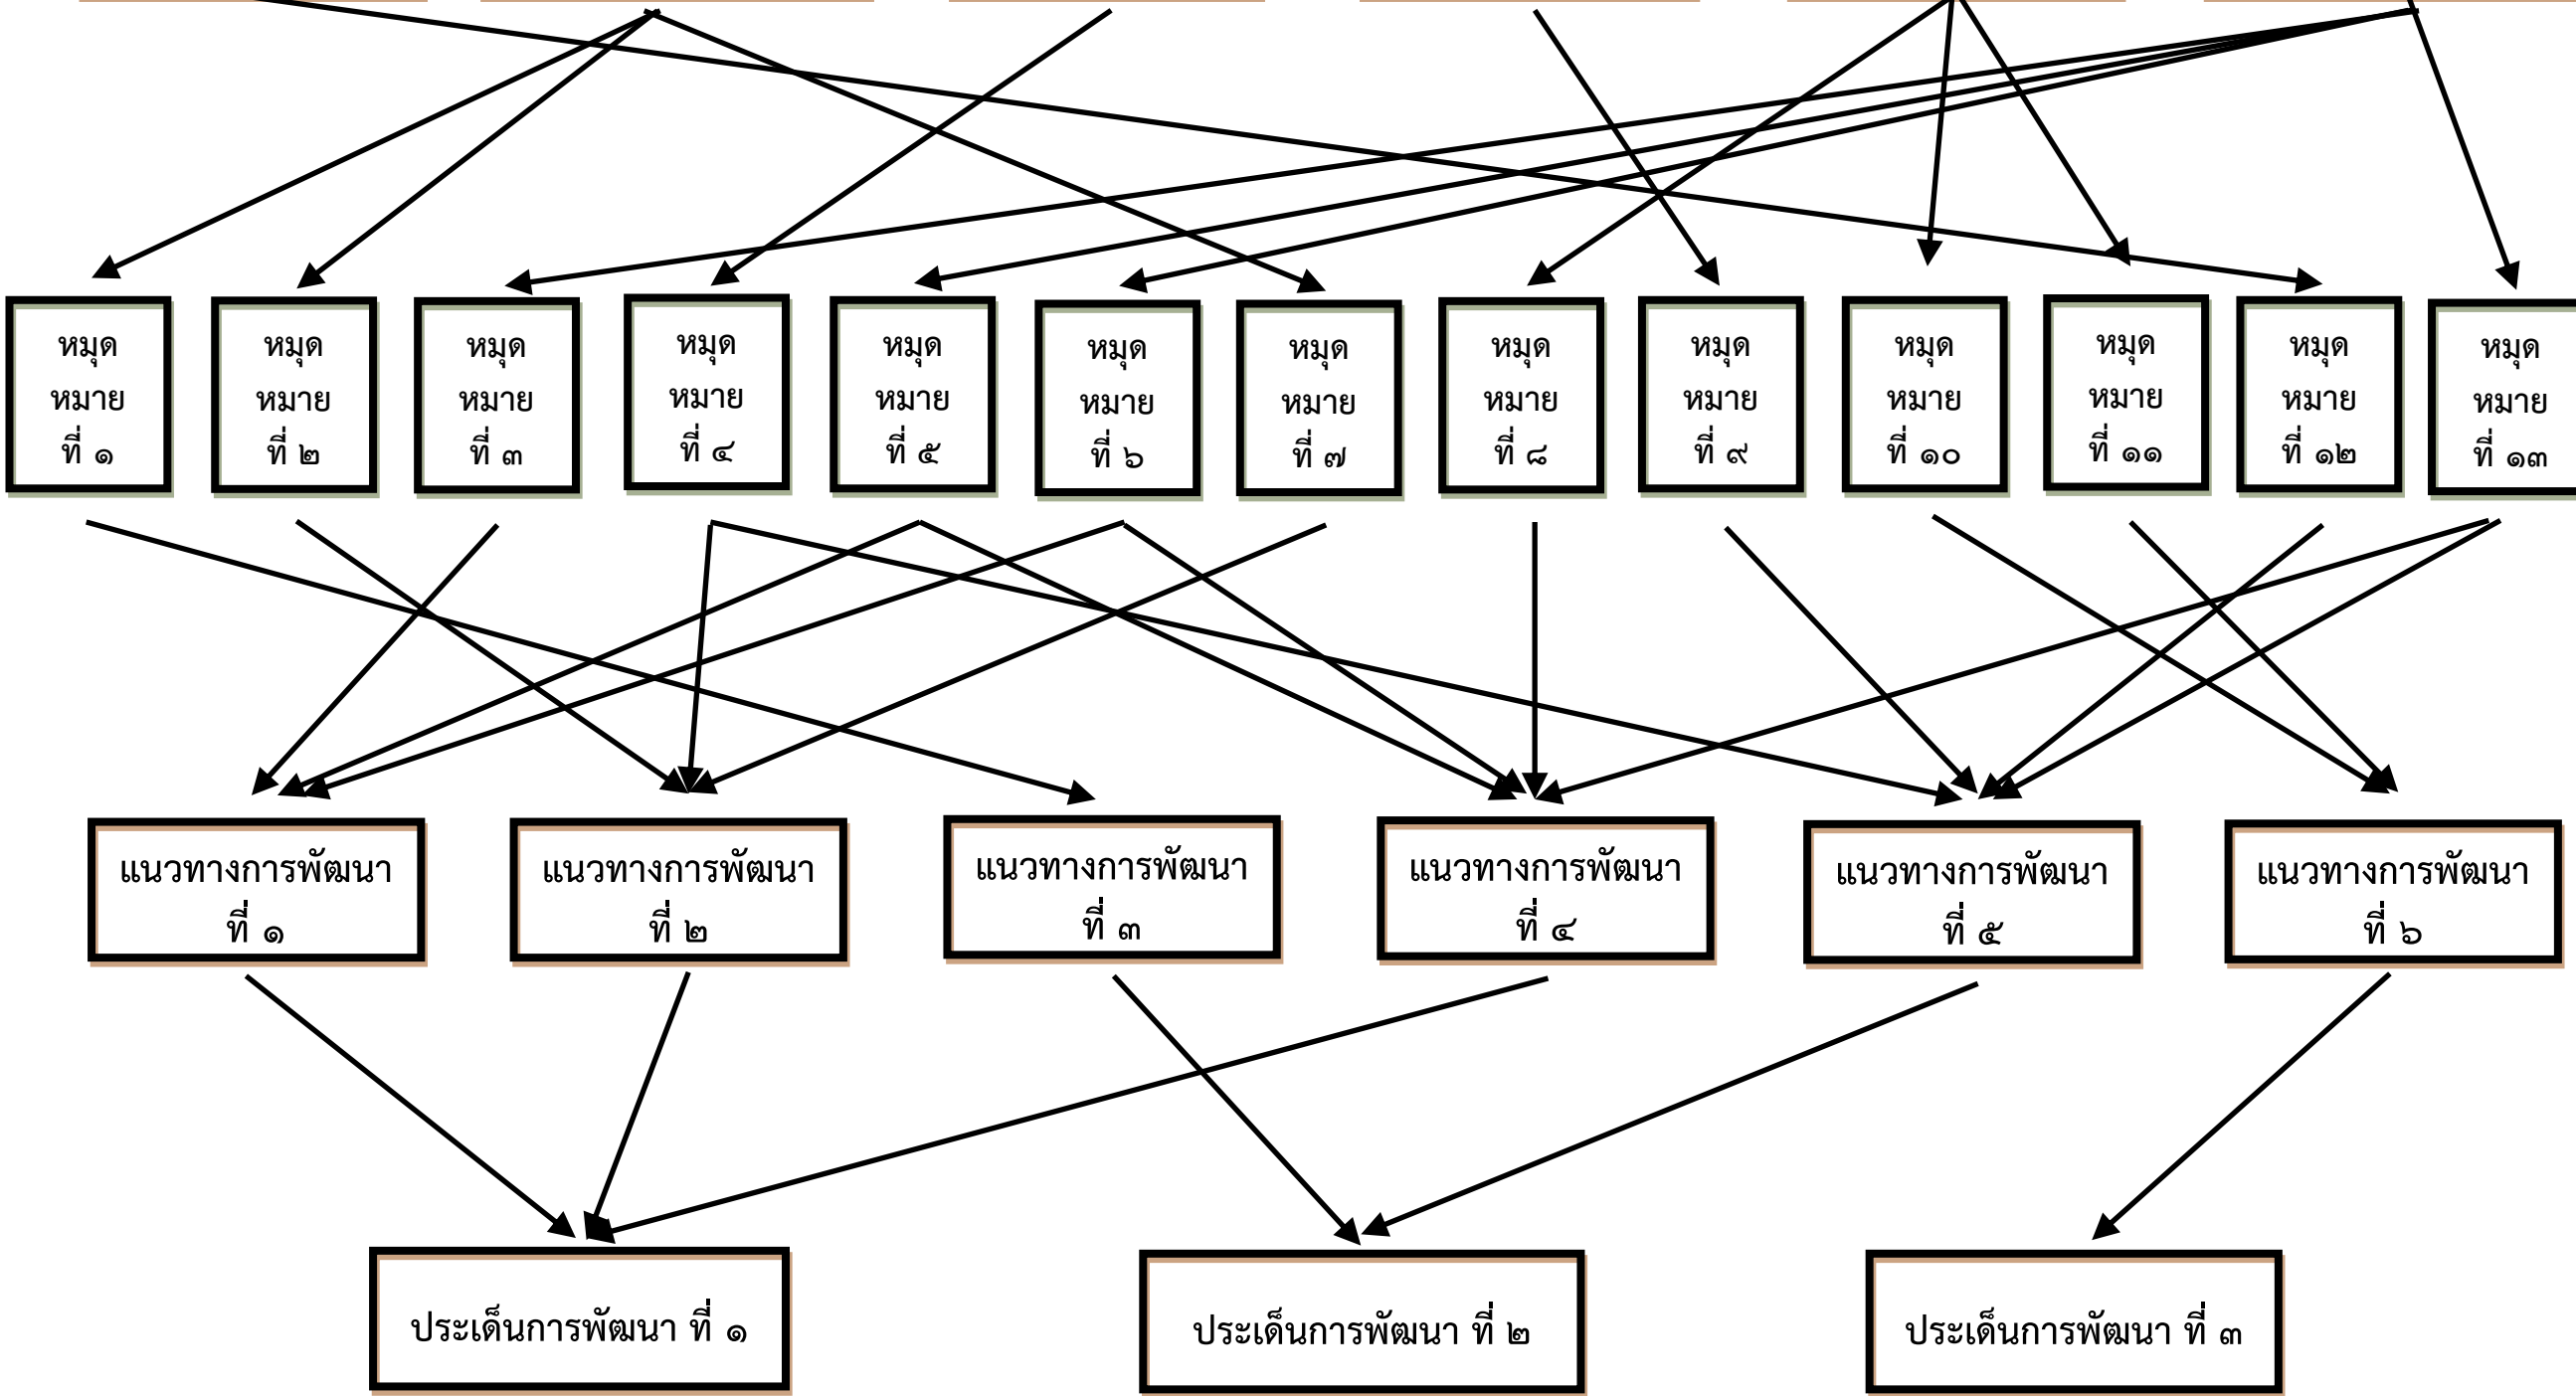 หมุด
หมาย
ที่ ๑
หมุด
หมาย
ที่ ๒
หมุด
หมาย
ที่ ๓
หมุด
หมาย
ที่ ๔
หมุด
หมาย
ที่ ๕
หมุด
หมาย
ที่ ๖
หมุด
หมาย
ที่ ๗
หมุด
หมาย
ที่ ๘
หมุด
หมาย
ที่ ๙
หมุด
หมาย
ที่ ๑๐
หมุด
หมาย
ที่ ๑๑
หมุด
หมาย
ที่ ๑๒
หมุด
หมาย
ที่ ๑๓
แนวทางการพัฒนา
ที่ ๑
แนวทางการพัฒนา
ที่ ๒
แนวทางการพัฒนา
ที่ ๓
แนวทางการพัฒนา
ที่ ๔
แนวทางการพัฒนา
ที่ ๕
แนวทางการพัฒนา
ที่ ๖
ประเด็นการพัฒนา ที่ ๑
ประเด็นการพัฒนา ที่ ๒
ประเด็นการพัฒนา ที่ ๓